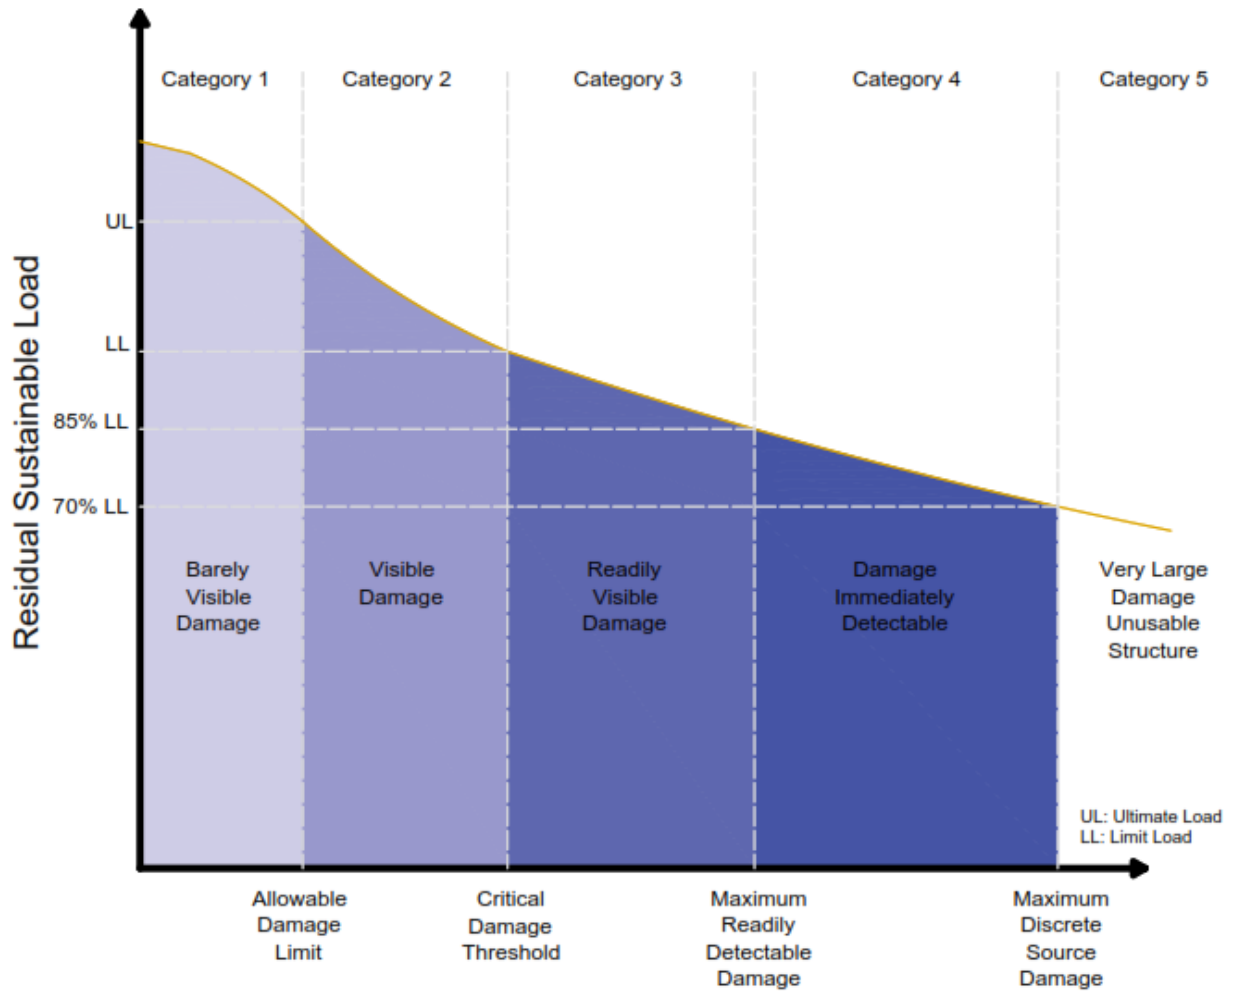 Category 1
Category 2
Category 3
Category 4
Category 5
Residual Sustainable Load
UL
LL
85% LL
70% LL
Barely
Visible
Damage
Visible
Damage
Readily
Visible
Damage
Damage
Immediately
Detectable
Very Large
Damage
Unusable
Structure
UL: Ultimate Load
LL: Limit Load
Allowable
Damage
Limit
Critical
Damage
Threshold
Maximum
Readily
Detectable
Damage
Maximum
Discrete
Source
Damage